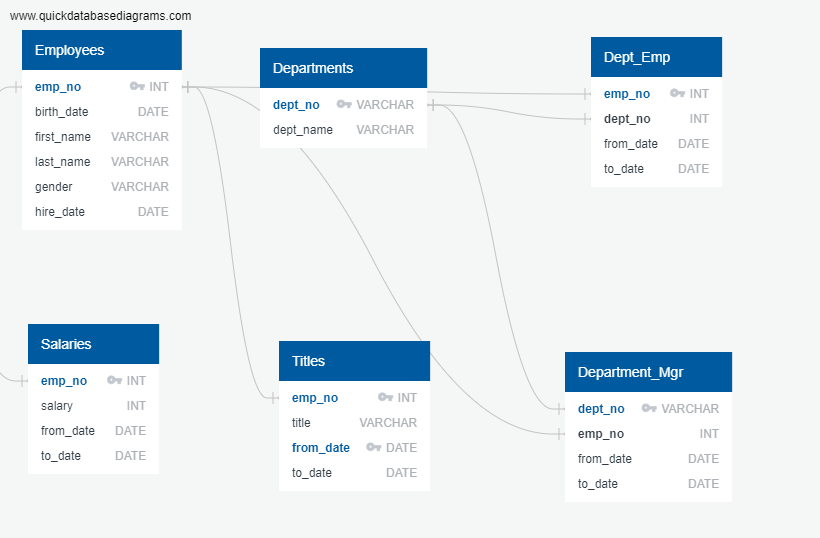 www.quickdatabasediagrams.com
Employees
emp_no INT
birth_date DATE
first_name VARCHAR
last_name VARCHAR
gender VARCHAR
hire_date DATE
Departments
dept_no VARCHAR
dept_name VARCHAR
Dept_Emp
emp_no INT
dept_no INT
from_date DATE
to_date DATE
Salaries
emp_no INT
salary INT
from_date DATE
to_date DATE
Titles
emp_no INT
title VARCHAR
from_date DATE
to_date DATE
Department_Mgr
dept_no VARCHAR
emp_no INT
from_date DATE
to_date DATE